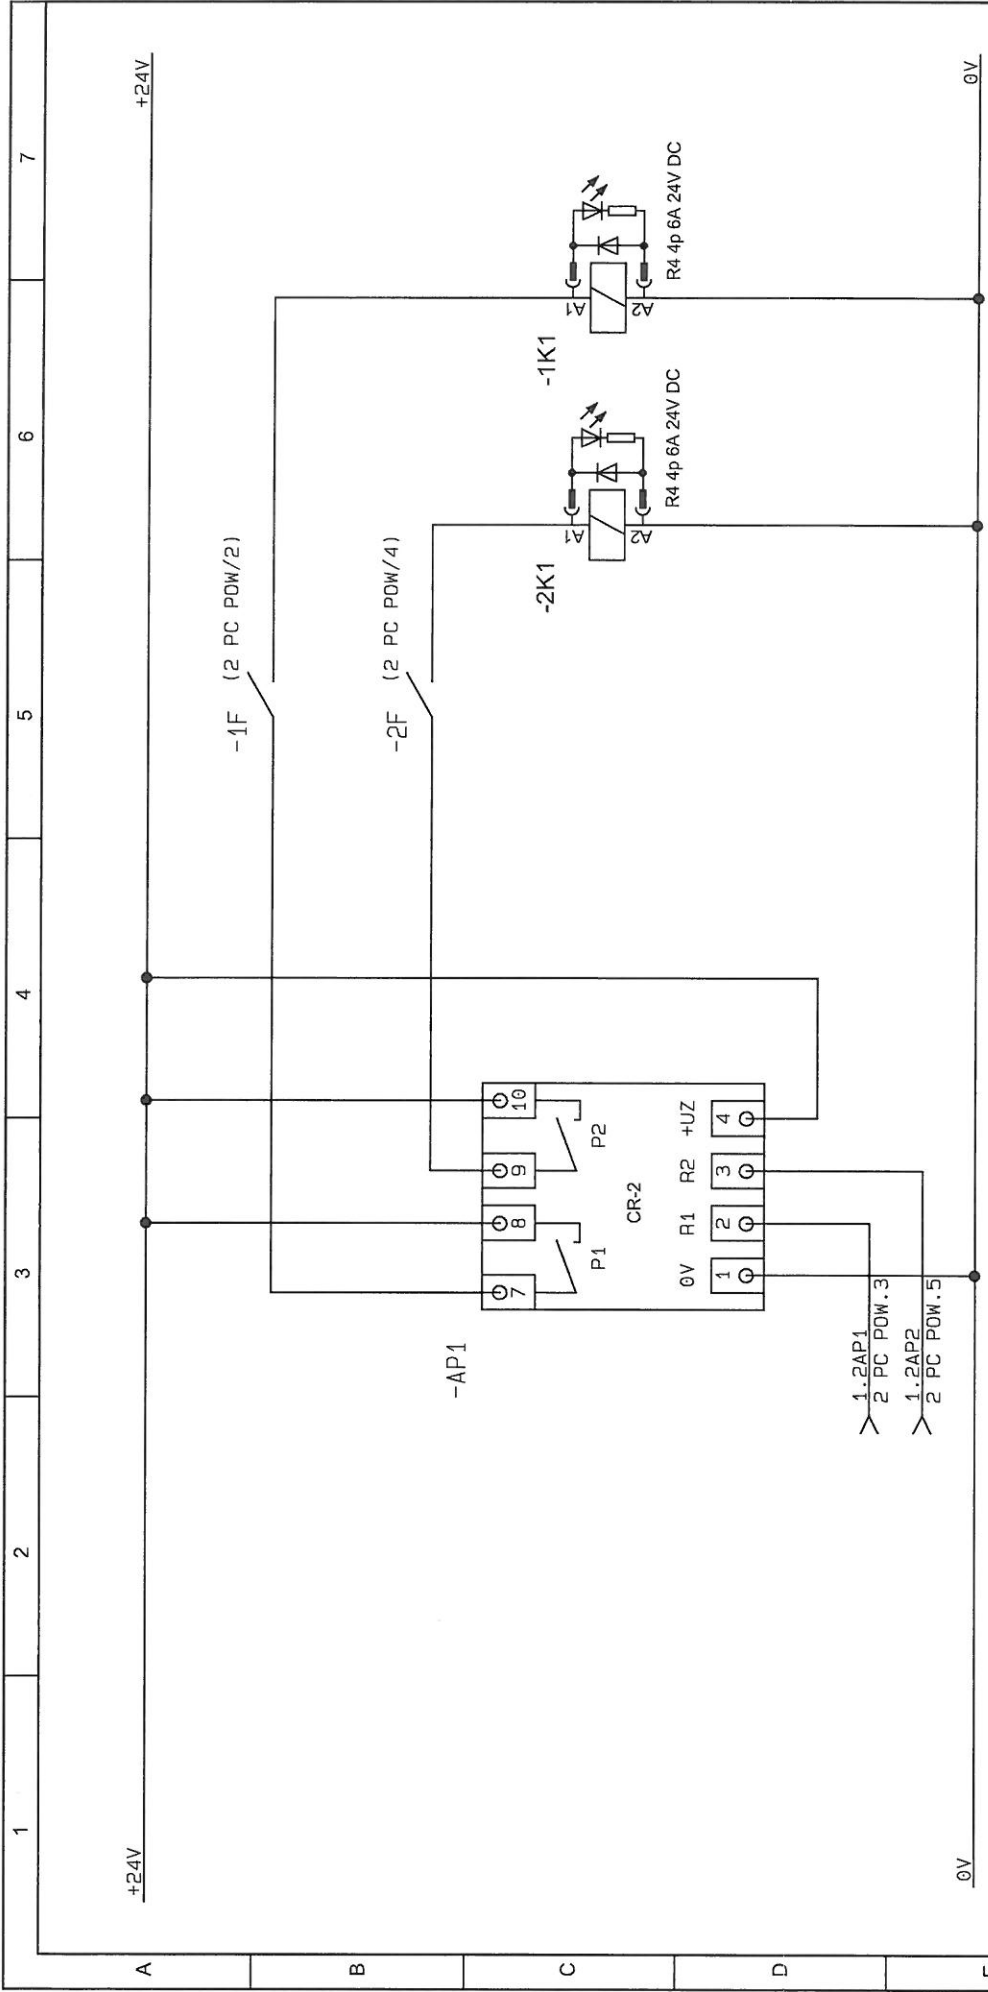 1 2 3 4 5 6 7
A
+24V
+24V
-1F (2 PC POW/2)
B
-2F (2 PC POW/4)
-AP1
7 8 9 10
P1 P2
CR-2
0V R1 R2 +UZ
1 2 3 4
C
-2K1
A1
A2
R4 4p 6A 24V DC
-1K1
A1
A2
R4 4p 6A 24V DC
D
1.2AP1
2 PC POW.3
1.2AP2
2 PC POW.5
0V
0V